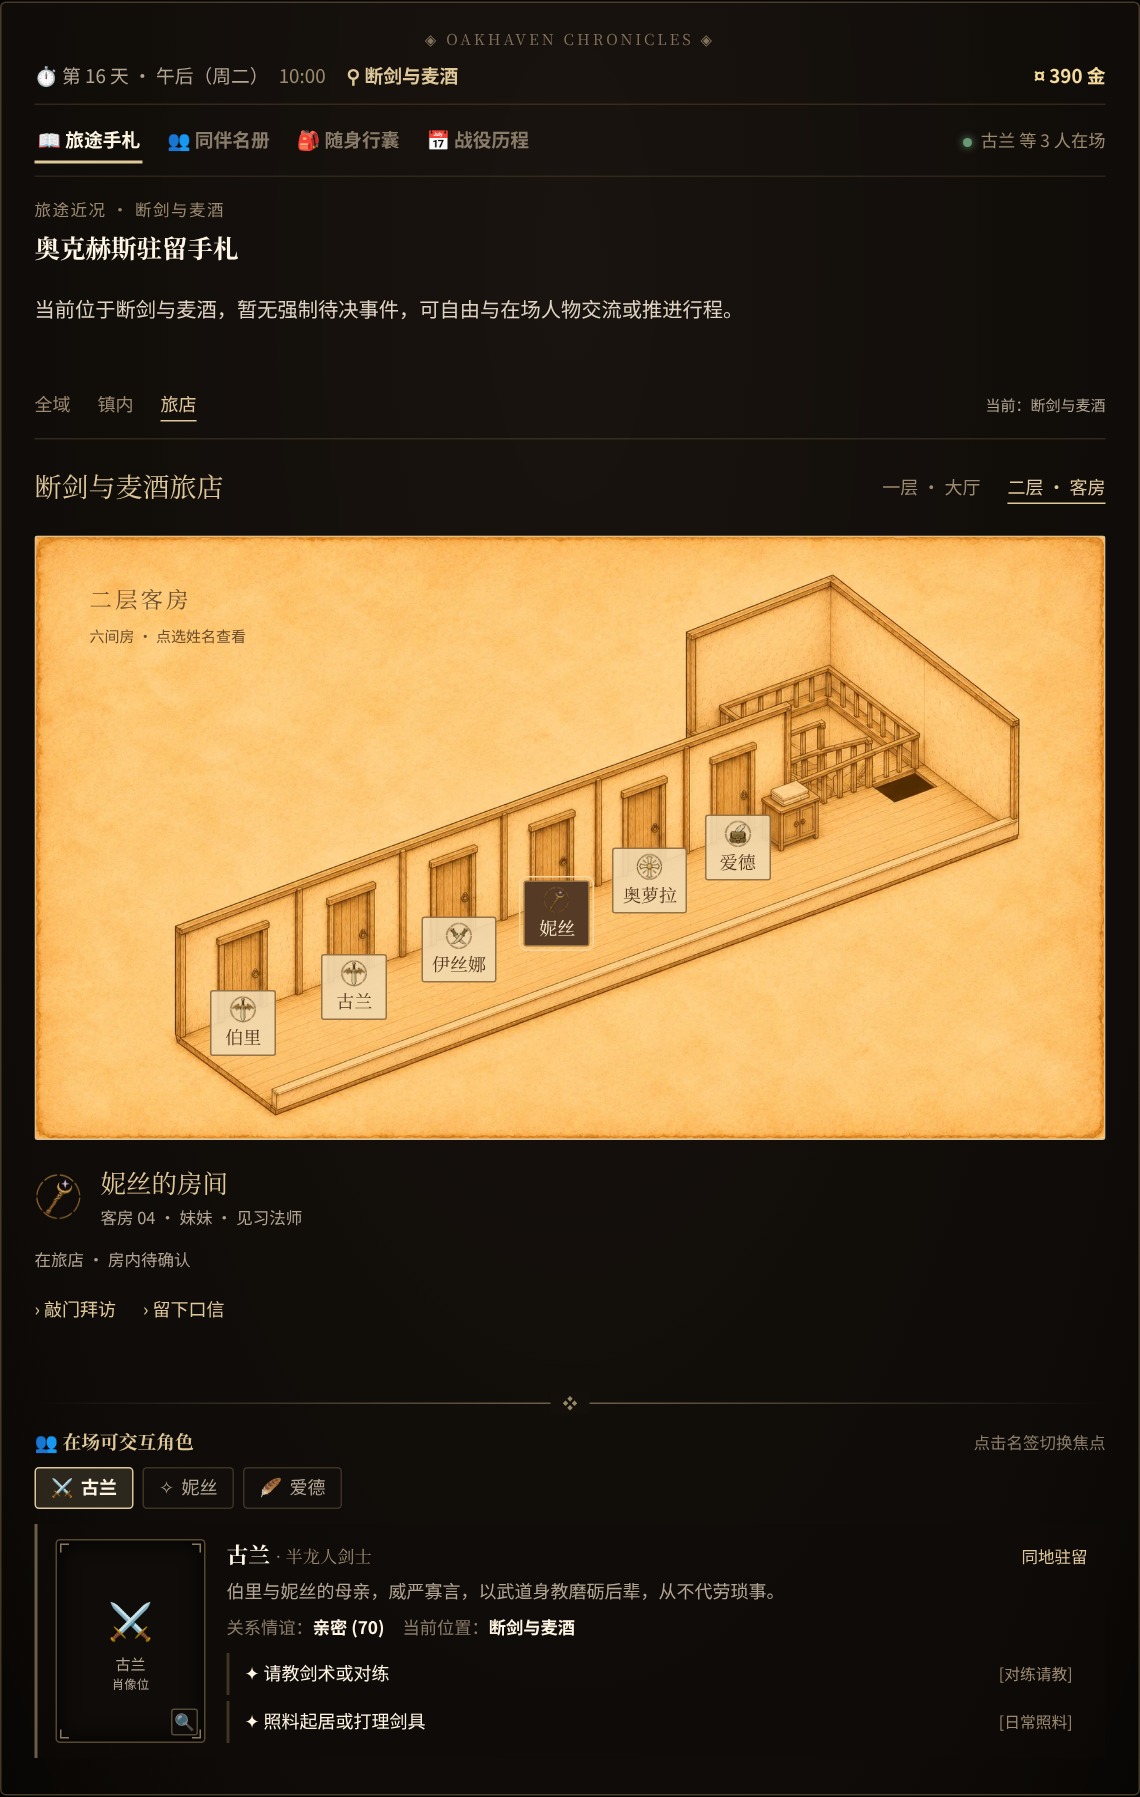 ◈ OAKHAVEN CHRONICLES ◈
第 16 天 · 午后（周二） 10:00 断剑与麦酒 ¤ 390 金
旅途手札 同伴名册 随身行囊 战役历程 古兰 等 3 人在场
旅途近况 · 断剑与麦酒
奥克赫斯驻留手札
当前位于断剑与麦酒，暂无强制待决事件，可自由与在场人物交流或推进行程。
全域 镇内 旅店 当前：断剑与麦酒
断剑与麦酒旅店 一层 · 大厅 二层 · 客房
二层客房
六间房 · 点选姓名查看
爱德
奥萝拉
妮丝
伊丝娜
古兰
伯里
妮丝的房间
客房 04 · 妹妹 · 见习法师
在旅店 · 房内待确认
› 敲门拜访 › 留下口信
在场可交互角色 点击名签切换焦点
古兰 妮丝 爱德
古兰 · 半龙人剑士 同地驻留
伯里与妮丝的母亲，威严寡言，以武道身教磨砺后辈，从不代劳琐事。
关系情谊：亲密 (70) 当前位置：断剑与麦酒
古兰
肖像位
✦ 请教剑术或对练 [对练请教]
✦ 照料起居或打理剑具 [日常照料]